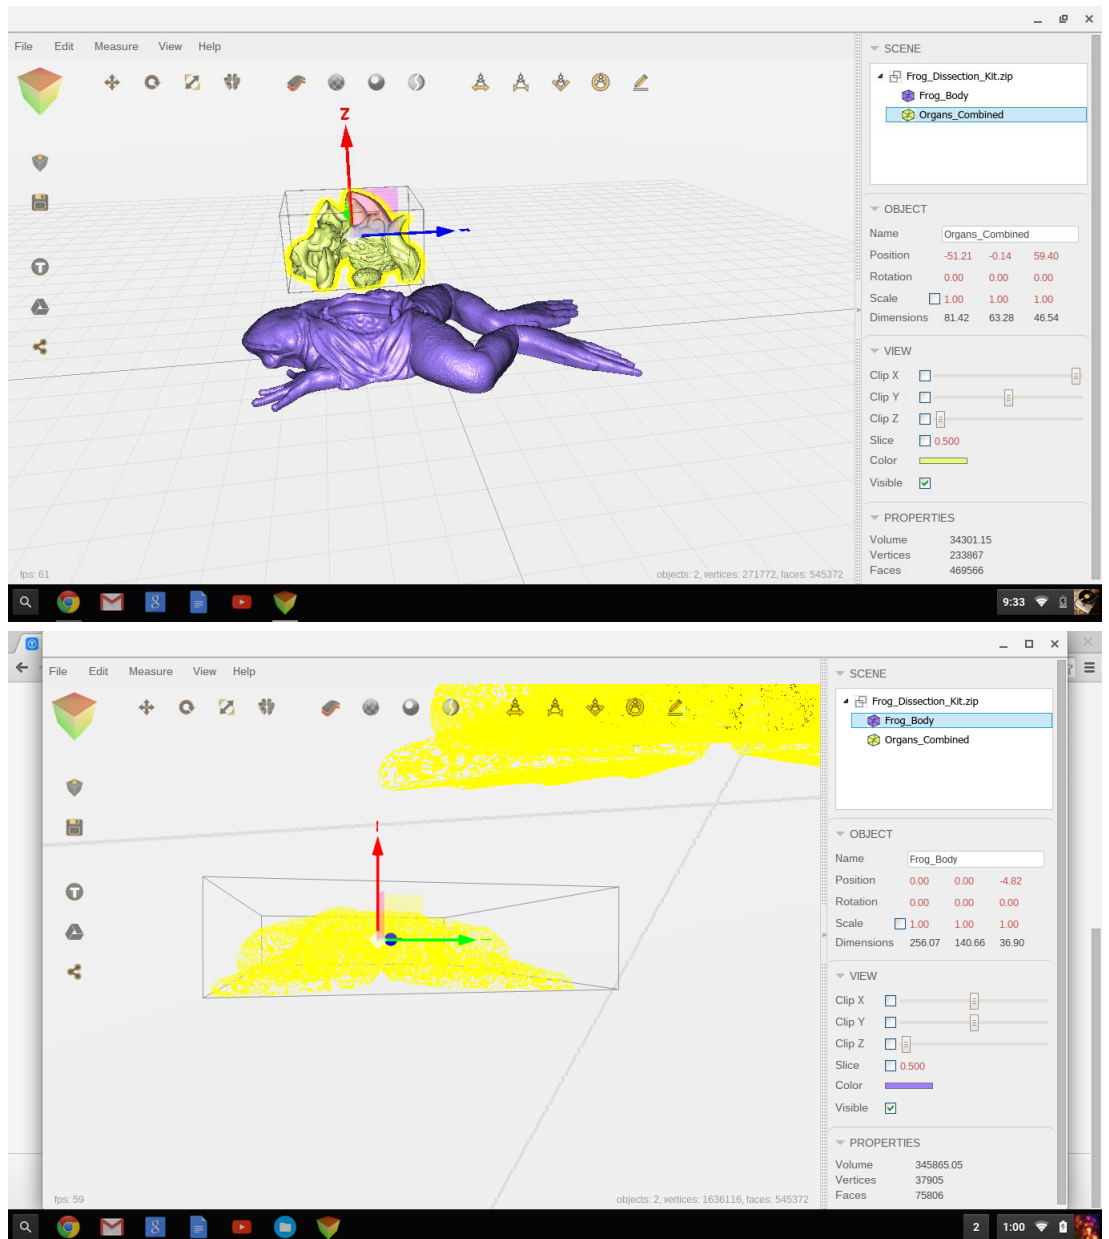 File Edit Measure View Help
SCENE
Frog_Dissection_Kit.zip
Frog_Body
Organs_Combined
Z
OBJECT
Name Organs_Combined
Position -51.21 -0.14 59.40
Rotation 0.00 0.00 0.00
Scale 1.00 1.00 1.00
Dimensions 81.42 63.28 46.54
VIEW
Clip X
Clip Y
Clip Z
Slice 0.500
Color
Visible
PROPERTIES
Volume 34301.15
Vertices 233867
Faces 469566
fps: 61
objects: 2, vertices: 271772, faces: 545372
8
9:33
File Edit Measure View Help
SCENE
Frog_Dissection_Kit.zip
Frog_Body
Organs_Combined
OBJECT
Name Frog_Body
Position 0.00 0.00 -4.82
Rotation 0.00 0.00 0.00
Scale 1.00 1.00 1.00
Dimensions 256.07 140.66 36.90
VIEW
Clip X
Clip Y
Clip Z
Slice 0.500
Color
Visible
PROPERTIES
Volume 345865.05
Vertices 37905
Faces 75806
fps: 59
objects: 2, vertices: 1636116, faces: 545372
8
2 1:00